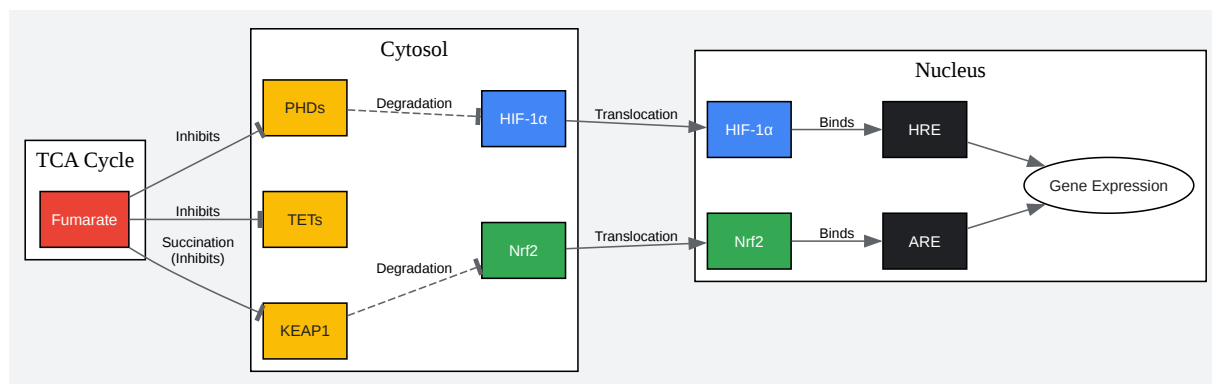 TCA Cycle
Fumarate
Inhibits
Inhibits
Succination
(Inhibits)
Cytosol
PHDs
TETs
KEAP1
Degradation
Degradation
HIF-1α
Nrf2
Translocation
Translocation
Nucleus
HIF-1α
Binds
HRE
Nrf2
Binds
ARE
Gene Expression